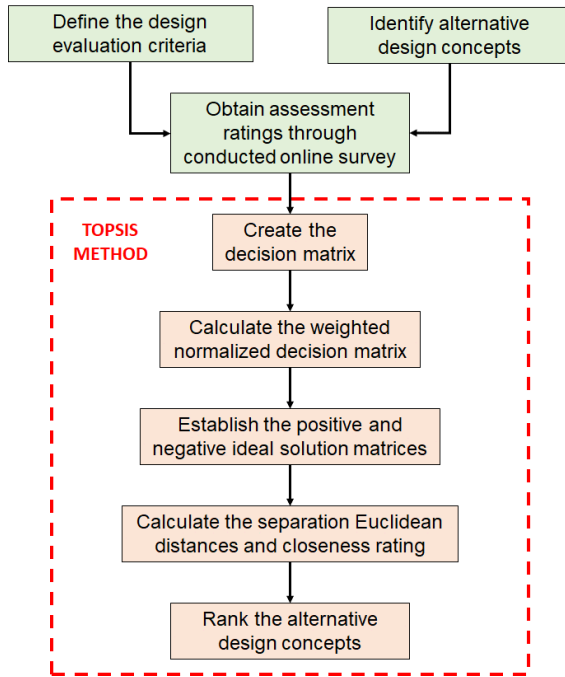 Define the design
evaluation criteria
Identify alternative
design concepts
Obtain assessment
ratings through
conducted online survey
TOPSIS
METHOD
Create the
decision matrix
Calculate the weighted
normalized decision matrix
Establish the positive and
negative ideal solution matrices
Calculate the separation Euclidean
distances and closeness rating
Rank the alternative
design concepts